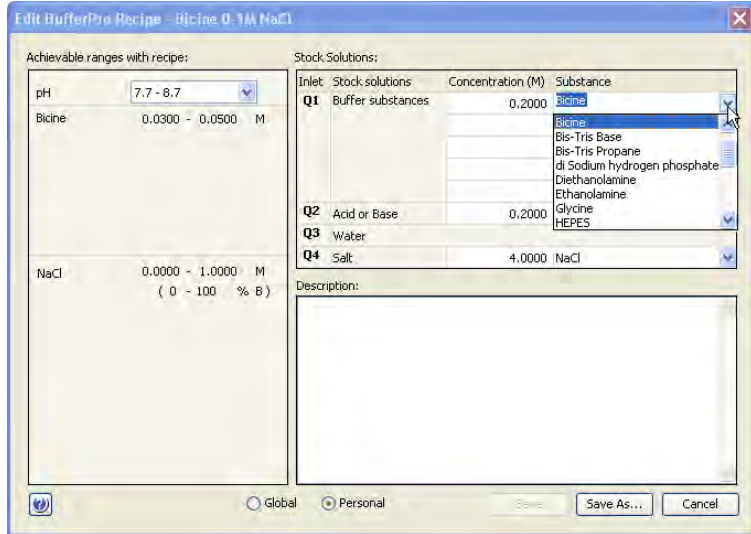 Edit BufferPro Recipe - Bicine 0-1M NaCl
Achievable ranges with recipe:
pH 7.7 - 8.7
Bicine 0.0300 - 0.0500 M
NaCl 0.0000 - 1.0000 M
( 0 - 100 % B )
Stock Solutions:
Inlet Stock solutions Concentration (M) Substance
Q1 Buffer substances 0.2000 Bicine
Bicine
Bis-Tris Base
Bis-Tris Propane
di Sodium hydrogen phosphate
Diethanolamine
Ethanolamine
Glycine
HEPES
Q2 Acid or Base 0.2000
Q3 Water
Q4 Salt 4.0000 NaCl
Description:
Global Personal Save Save As... Cancel